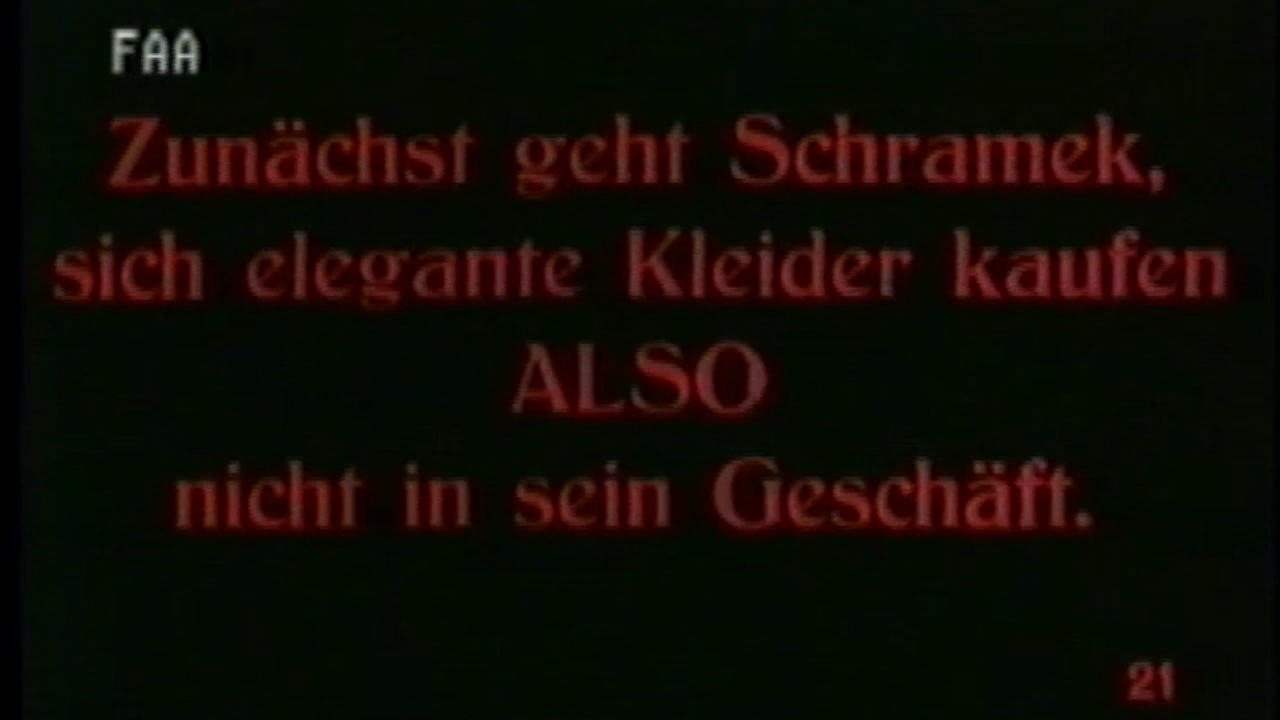 FAA
Zunächst geht Schramek,
sich elegante Kleider kaufen
ALSO
nicht in sein Geschäft.
21